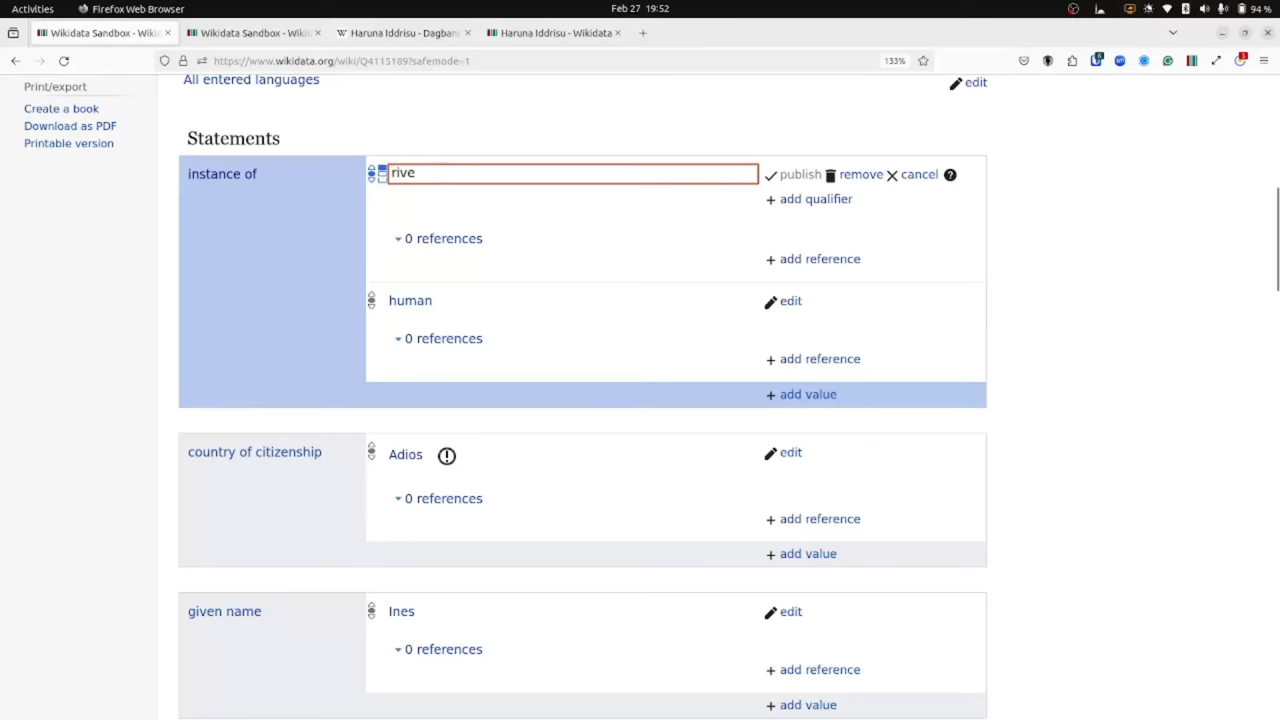 Activities Firefox Web Browser Feb 27 19:52 94 %
Wikidata Sandbox - Wiki Wikidata Sandbox - Wiki Haruna Iddrisu - Dagbani Haruna Iddrisu - Wikidata
https://www.wikidata.org/wiki/Q4115189?safemode=1 133%
Print/export
All entered languages
edit
Create a book
Download as PDF
Printable version
Statements
instance of
rive
publish remove cancel
+ add qualifier
0 references
+ add reference
human
edit
0 references
+ add reference
+ add value
country of citizenship
Adios
edit
0 references
+ add reference
+ add value
given name
Ines
edit
0 references
+ add reference
+ add value